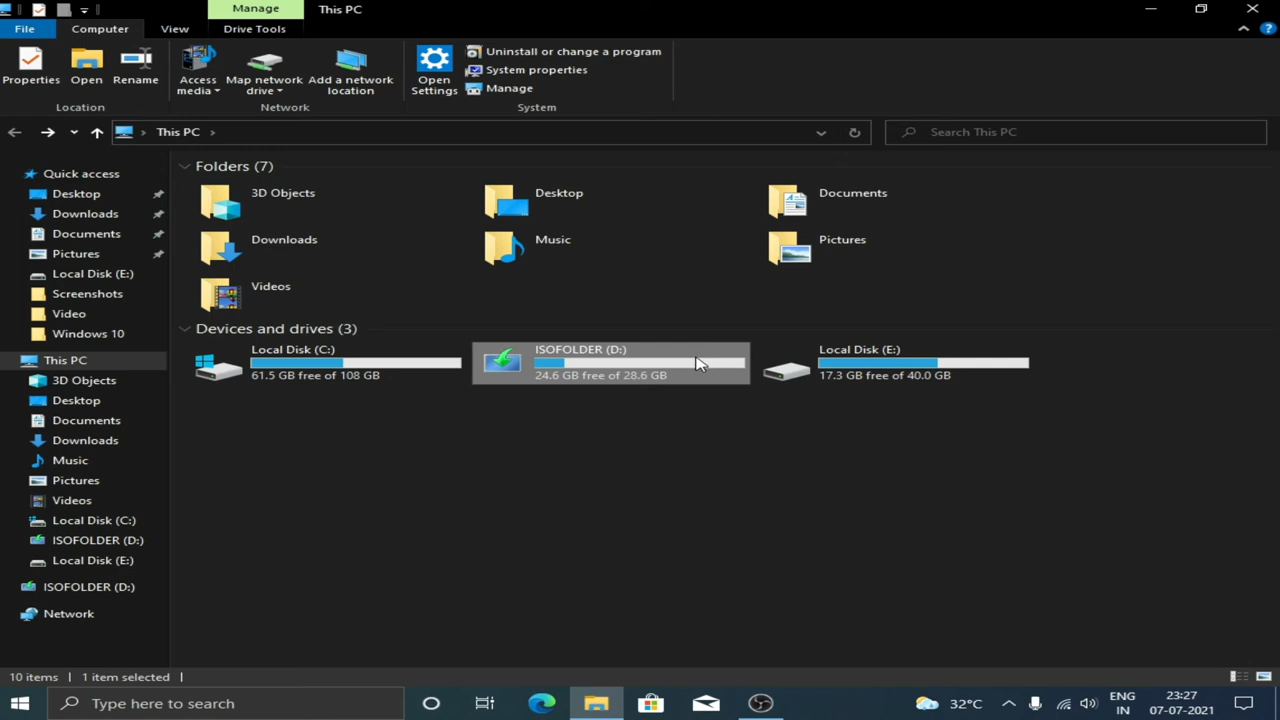 Manage
This PC
File
Computer
View
Drive Tools
Properties
Open
Rename
Access media
Map network drive
Add a network location
Open Settings
Uninstall or change a program
System properties
Manage
Location
Network
System
This PC
Search This PC
Quick access
Desktop
Downloads
Documents
Pictures
Local Disk (E:)
Screenshots
Video
Windows 10
This PC
3D Objects
Desktop
Documents
Downloads
Music
Pictures
Videos
Local Disk (C:)
ISOFOLDER (D:)
Local Disk (E:)
ISOFOLDER (D:)
Network
Folders (7)
3D Objects
Desktop
Documents
Downloads
Music
Pictures
Videos
Devices and drives (3)
Local Disk (C:)
61.5 GB free of 108 GB
ISOFOLDER (D:)
24.6 GB free of 28.6 GB
Local Disk (E:)
17.3 GB free of 40.0 GB
10 items
1 item selected
Type here to search
32°C
ENG
IN
23:27
07-07-2021